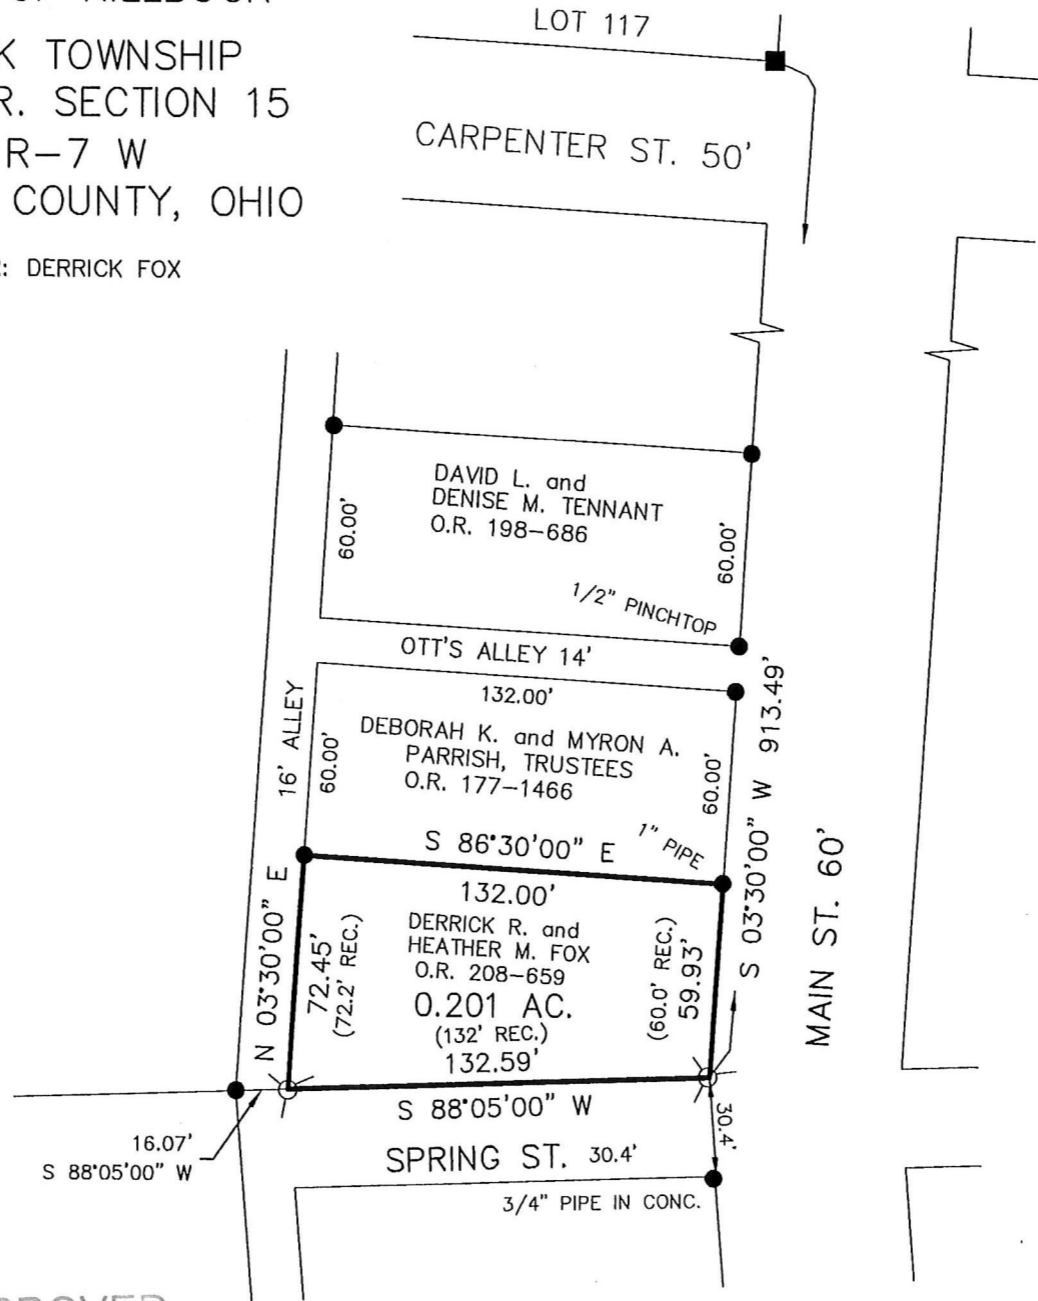 K TOWNSHIP
R. SECTION 15
R-7 W
COUNTY, OHIO
: DERRICK FOX
LOT 117
CARPENTER ST. 50'
DAVID L. and
DENISE M. TENNANT
O.R. 198-686
60.00'
60.00'
1/2" PINCHTOP
OTT'S ALLEY 14'
132.00'
16' ALLEY
60.00'
DEBORAH K. and MYRON A.
PARRISH, TRUSTEES
O.R. 177-1466
60.00'
S 03°30'00" W 913.49'
MAIN ST. 60'
1" PIPE
S 86°30'00" E
132.00'
N 03°30'00" E
72.45'
(72.2' REC.)
DERRICK R. and
HEATHER M. FOX
O.R. 208-659
0.201 AC.
(132' REC.)
132.59'
(60.0' REC.)
59.93'
S 88°05'00" W
16.07'
S 88°05'00" W
SPRING ST. 30.4'
30.4'
3/4" PIPE IN CONC.